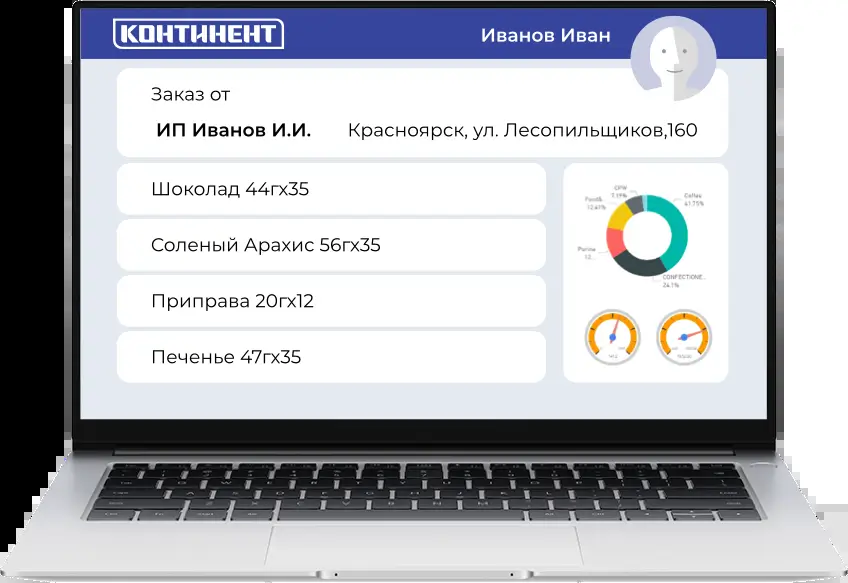 КОНТИНЕНТ
Иванов Иван
Заказ от
ИП Иванов И.И. Красноярск, ул. Лесопильщиков,160
Шоколад 44гх35
Соленый Арахис 56гх35
Приправа 20гх12
Печенье 47гх35
CPW
7.19%
Coffee
41.75%
Food&
12.41%
Purina
12...
CONFECTIONE...
24.1%